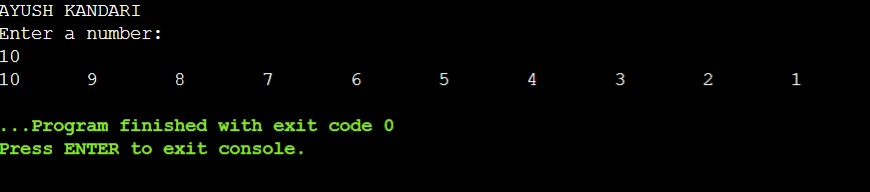 AYUSH KANDARI
Enter a number:
10
10 9 8 7 6 5 4 3 2 1
...Program finished with exit code 0
Press ENTER to exit console.